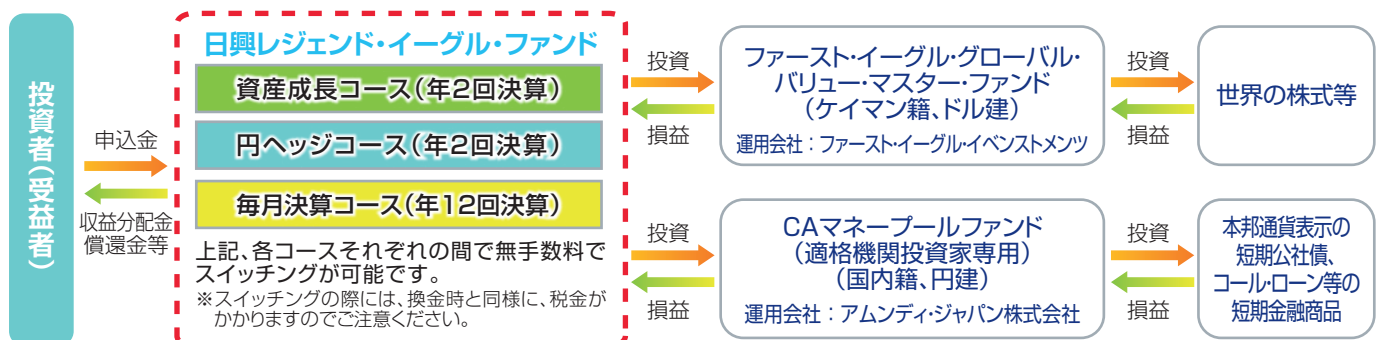 投資者(受益者)
申込金
収益分配金
償還金等
日興レジェンド・イーグル・ファンド
資産成長コース(年2回決算)
円ヘッジコース(年2回決算)
毎月決算コース(年12回決算)
上記、各コースそれぞれの間で無手数料で
スイッチングが可能です。
※スイッチングの際には、換金時と同様に、税金が
かかりますのでご注意ください。
投資
損益
ファースト・イーグル・グローバル・
バリュー・マスター・ファンド
(ケイマン籍、ドル建)
運用会社:ファースト・イーグル・インベストメンツ
投資
損益
世界の株式等
投資
損益
CAマネープールファンド
(適格機関投資家専用)
(国内籍、円建)
運用会社:アムンディ・ジャパン株式会社
投資
損益
本邦通貨表示の
短期公社債、
コール・ローン等の
短期金融商品